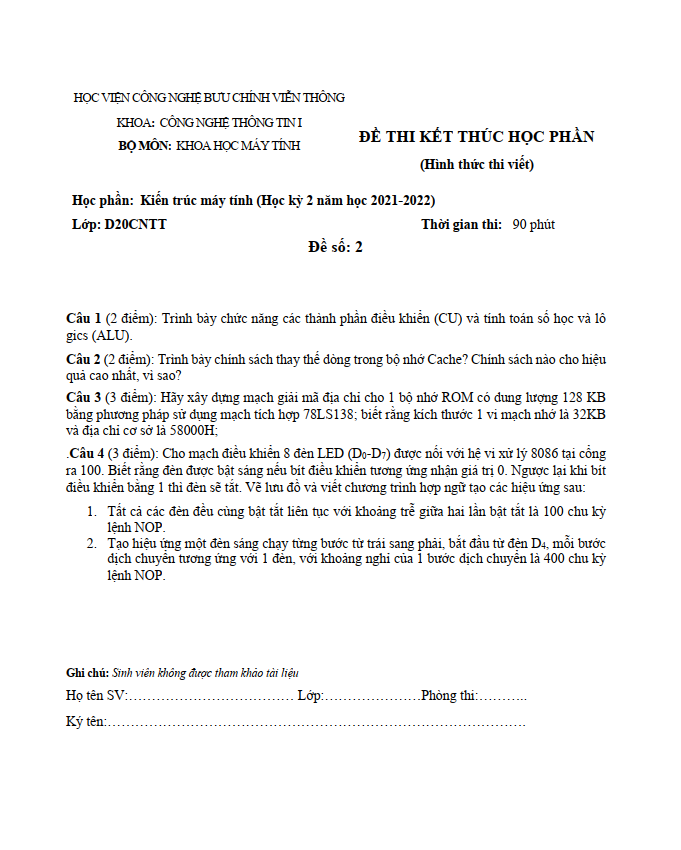 HỌC VIỆN CÔNG NGHỆ BƯU CHÍNH VIỄN THÔNG
KHOA: CÔNG NGHỆ THÔNG TIN I
BỘ MÔN: KHOA HỌC MÁY TÍNH
ĐỀ THI KẾT THÚC HỌC PHẦN
(Hình thức thi viết)
Học phần: Kiến trúc máy tính (Học kỳ 2 năm học 2021-2022)
Lớp: D20CNTT Thời gian thi: 90 phút
Đề số: 2
Câu 1 (2 điểm): Trình bày chức năng các thành phần điều khiển (CU) và tính toán số học và lô
gics (ALU).
Câu 2 (2 điểm): Trình bày chính sách thay thế dòng trong bộ nhớ Cache? Chính sách nào cho hiệu
quả cao nhất, vì sao?
Câu 3 (3 điểm): Hãy xây dựng mạch giải mã địa chỉ cho 1 bộ nhớ ROM có dung lượng 128 KB
bằng phương pháp sử dụng mạch tích hợp 78LS138; biết rằng kích thước 1 vi mạch nhớ là 32KB
và địa chỉ cơ sở là 58000H;
.Câu 4 (3 điểm): Cho mạch điều khiển 8 đèn LED (D0-D7) được nối với hệ vi xử lý 8086 tại cổng
ra 100. Biết rằng đèn được bật sáng nếu bit điều khiển tương ứng nhận giá trị 0. Ngược lại khi bit
điều khiển bằng 1 thì đèn sẽ tắt. Vẽ lưu đồ và viết chương trình hợp ngữ tạo các hiệu ứng sau:
1. Tất cả các đèn đều cùng bật tắt liên tục với khoảng trễ giữa hai lần bật tắt là 100 chu kỳ
lệnh NOP.
2. Tạo hiệu ứng một đèn sáng chạy từng bước từ trái sang phải, bắt đầu từ đèn D4, mỗi bước
dịch chuyển tương ứng với 1 đèn, với khoảng nghỉ của 1 bước dịch chuyển là 400 chu kỳ
lệnh NOP.
Ghi chú: Sinh viên không được tham khảo tài liệu
Họ tên SV:…………………………… Lớp:…………………Phòng thi:………..
Ký tên:…………………………………………………………………………